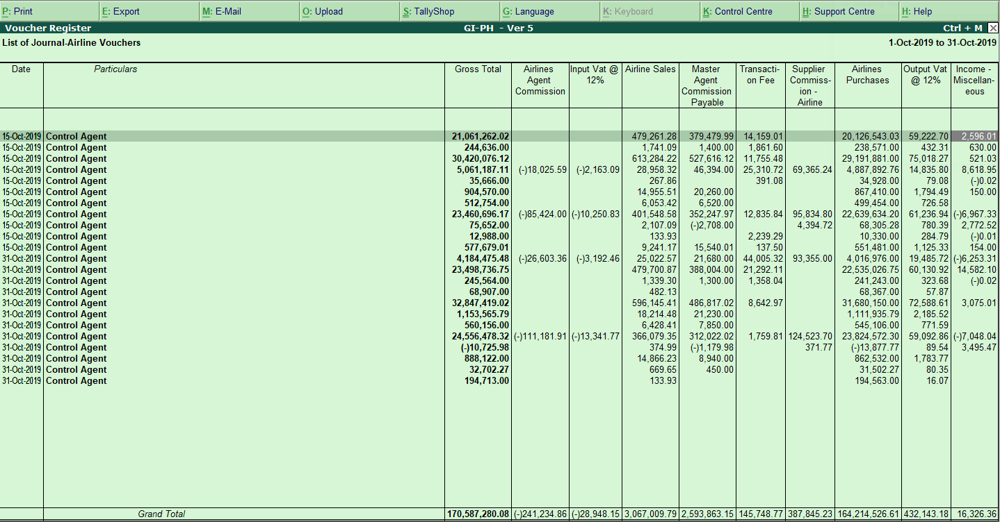 P: Print E: Export M: E-Mail O: Upload S: TallyShop G: Language K: Keyboard K: Control Centre H: Support Centre H: Help
Voucher Register GI-PH - Ver 5 Ctrl + M
List of Journal-Airline Vouchers 1-Oct-2019 to 31-Oct-2019
Date Particulars Gross Total Airlines Input Vat @ Airline Sales Master Transacti- Supplier Airlines Output Vat Income -
Agent 12% Agent on Fee Commiss- Purchases @ 12% Miscellan-
Commission Commission ion - eous
Payable Airline
15-Oct-2019 Control Agent 21,061,262.02 479,261.28 379,479.99 14,159.01 20,126,543.03 59,222.70 2,596.01
15-Oct-2019 Control Agent 244,636.00 1,741.09 1,400.00 1,861.60 238,571.00 432.31 630.00
15-Oct-2019 Control Agent 30,420,076.12 613,284.22 527,616.12 11,755.48 29,191,881.00 75,018.27 521.03
15-Oct-2019 Control Agent 5,061,187.11 (-)18,025.59 (-)2,163.09 28,958.32 46,394.00 25,310.72 69,365.24 4,887,892.76 14,835.80 8,618.95
15-Oct-2019 Control Agent 35,666.00 267.86 391.08 34,928.00 79.08 (-)0.02
15-Oct-2019 Control Agent 904,570.00 14,955.51 20,260.00 867,410.00 1,794.49 150.00
15-Oct-2019 Control Agent 512,754.00 6,053.42 6,520.00 499,454.00 726.58
15-Oct-2019 Control Agent 23,460,696.17 (-)85,424.00 (-)10,250.83 401,548.58 352,247.97 12,835.84 95,834.80 22,639,634.20 61,236.94 (-)6,967.33
15-Oct-2019 Control Agent 75,652.00 2,107.09 (-)2,708.00 4,394.72 68,305.28 780.39 2,772.52
15-Oct-2019 Control Agent 12,988.00 133.93 2,239.29 10,330.00 284.79 (-)0.01
15-Oct-2019 Control Agent 577,679.01 9,241.17 15,540.01 137.50 551,481.00 1,125.33 154.00
31-Oct-2019 Control Agent 4,184,475.48 (-)26,603.36 (-)3,192.46 25,022.57 21,680.00 44,005.32 93,355.00 4,016,976.00 19,485.72 (-)6,253.31
31-Oct-2019 Control Agent 23,498,736.75 479,700.87 388,004.00 21,292.11 22,535,026.75 60,130.92 14,582.10
31-Oct-2019 Control Agent 245,564.00 1,339.30 1,300.00 1,358.04 241,243.00 323.68 (-)0.02
31-Oct-2019 Control Agent 68,907.00 482.13 68,367.00 57.87
31-Oct-2019 Control Agent 32,847,419.02 596,145.41 486,817.02 8,642.97 31,680,150.00 72,588.61 3,075.01
31-Oct-2019 Control Agent 1,153,565.79 18,214.48 21,230.00 1,111,935.79 2,185.52
31-Oct-2019 Control Agent 560,156.00 6,428.41 7,850.00 545,106.00 771.59
31-Oct-2019 Control Agent 24,556,478.32 (-)111,181.91 (-)13,341.77 366,079.35 312,022.02 1,759.81 124,523.70 23,824,572.30 59,092.86 (-)7,048.04
31-Oct-2019 Control Agent (-)10,725.98 374.99 (-)1,179.98 371.77 (-)13,877.77 89.54 3,495.47
31-Oct-2019 Control Agent 888,122.00 14,866.23 8,940.00 862,532.00 1,783.77
31-Oct-2019 Control Agent 32,702.27 669.65 450.00 31,502.27 80.35
31-Oct-2019 Control Agent 194,713.00 133.93 194,563.00 16.07
Grand Total 170,587,280.08 (-)241,234.86 (-)28,948.15 3,067,009.79 2,593,863.15 145,748.77 387,845.23 164,214,526.61 432,143.18 16,326.36